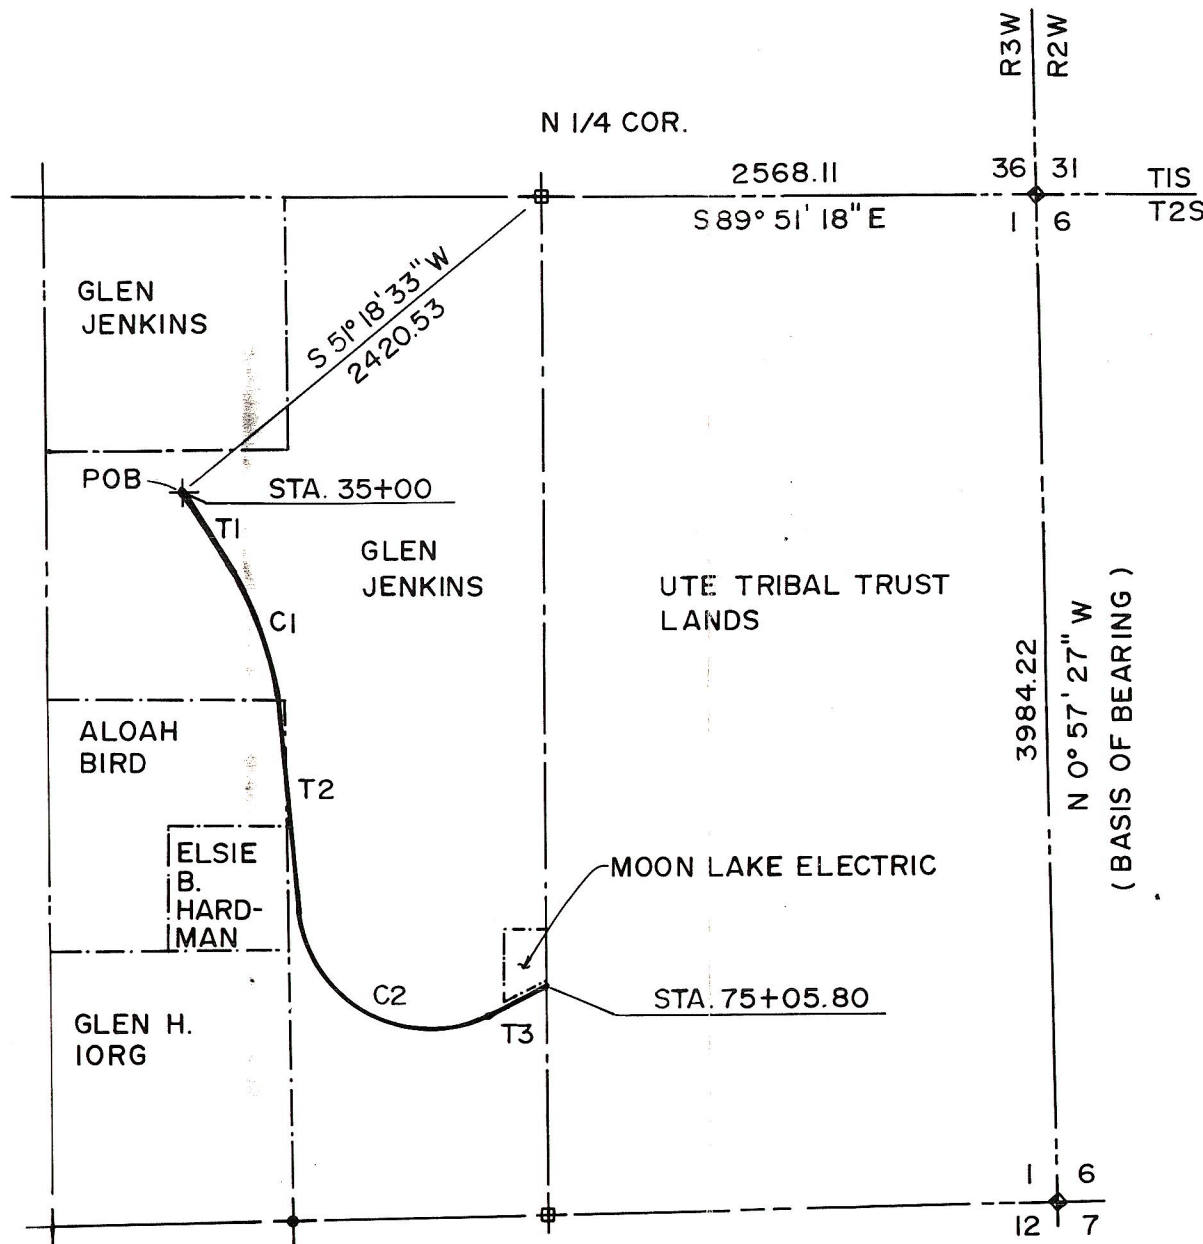 R3W
R2W
N 1/4 COR.
2568.11
36 31
T1S
S 89° 51' 18" E
1 6
T2S
GLEN
JENKINS
S 51° 18' 33" W
2420.53
POB
STA. 35+00
T1
GLEN
JENKINS
UTE TRIBAL TRUST
LANDS
C1
3984.22
N 0° 57' 27" W
( BASIS OF BEARING )
ALOAH
BIRD
T2
ELSIE
B.
HARD-
MAN
MOON LAKE ELECTRIC
C2
STA. 75+05.80
T3
GLEN H.
IORG
1 6
12 7